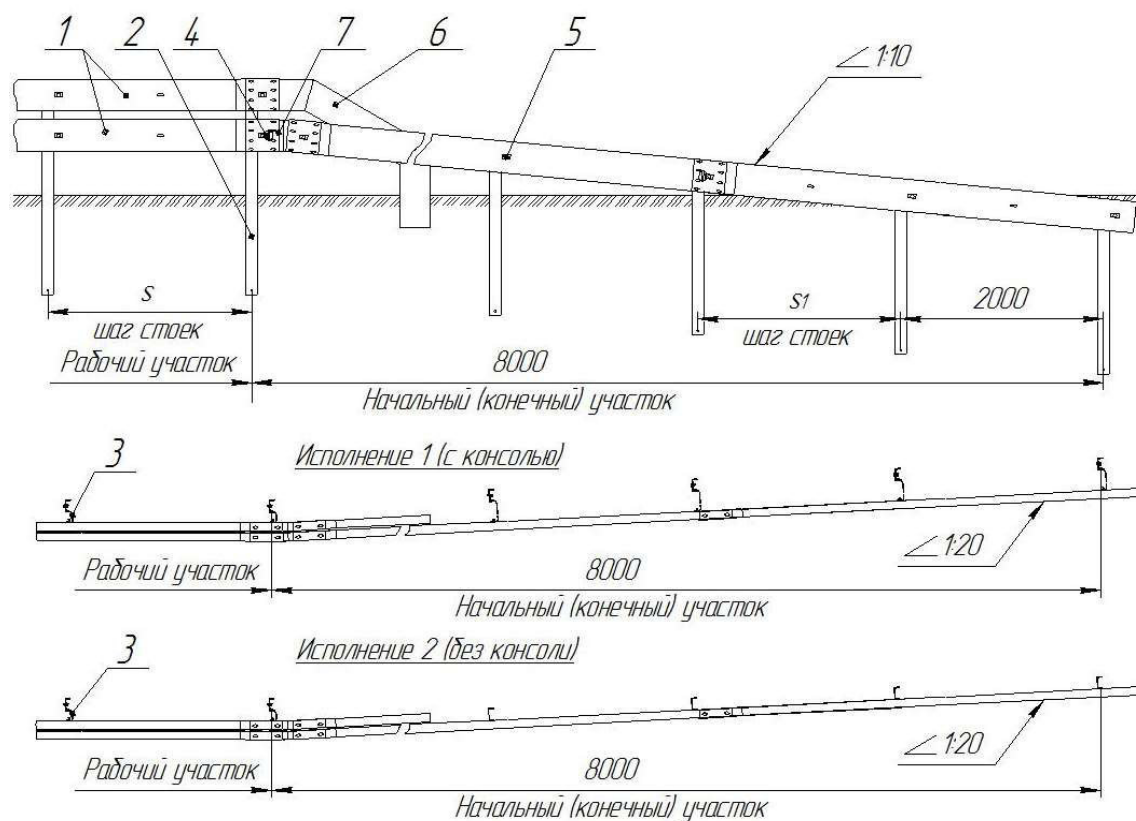 1
2
4
7
6
5
1:10
s
s1
2000
шаг стоек
шаг стоек
Рабочий участок
8000
Начальный (конечный) участок
3
Исполнение 1 (с консолью)
1:20
Рабочий участок
8000
Начальный (конечный) участок
3
Исполнение 2 (без консоли)
1:20
Рабочий участок
8000
Начальный (конечный) участок